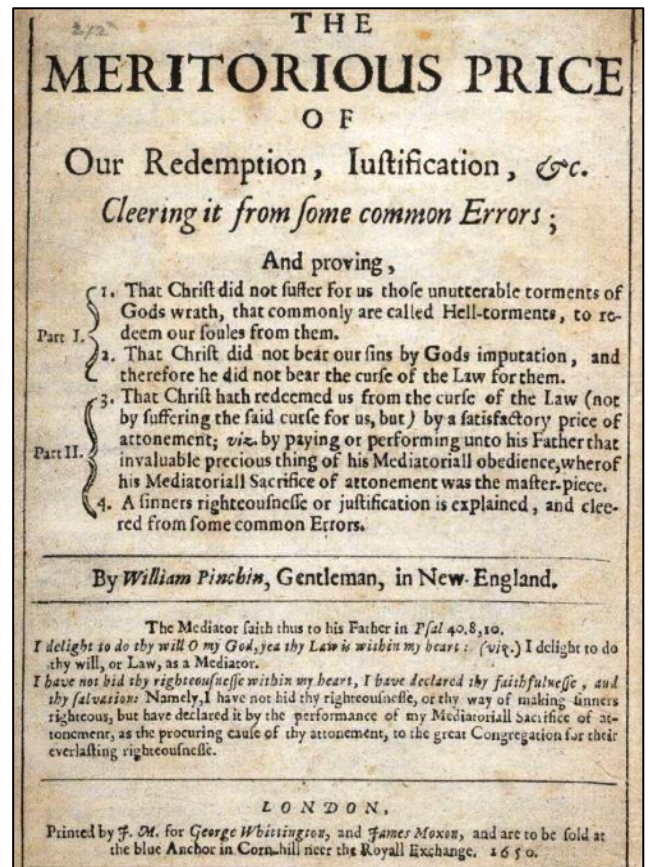 212
THE
MERITORIOUS PRICE
OF
Our Redemption, Iuſtification, &c.
Cleering it from ſome common Errors;
And proving,
Part I.
1. That Chriſt did not ſuffer for us thoſe unutterable torments of
Gods wrath, that commonly are called Hell-torments, to re-
deem our ſoules from them.
2. That Chriſt did not bear our ſins by Gods imputation, and
therefore he did not bear the curſe of the Law for them.
Part II.
3. That Chriſt hath redeemed us from the curſe of the Law (not
by ſuffering the ſaid curſe for us, but) by a ſatisfactory price of
attonement; viz. by paying or performing unto his Father that
invaluable precious thing of his Mediatoriall obedience, wherof
his Mediatoriall Sacrifice of attonement was the maſter-piece.
4. A ſinners righteouſneſſe or juſtification is explained, and clee-
red from ſome common Errors.
By William Pinchin, Gentleman, in New-England.
The Mediator ſaith thus to his Father in Pſal 40.8,10.
I delight to do thy will O my God, yea thy Law is within my heart: (viz.) I delight to do
thy will, or Law, as a Mediator.
I have not hid thy righteouſneſſe within my heart, I have declared thy faithfulneſſe, and
thy ſalvation: Namely, I have not hid thy righteouſneſſe, or thy way of making ſinners
righteous, but have declared it by the performance of my Mediatoriall Sacrifice of at-
tonement, as the procuring cauſe of thy attonement, to the great Congregation for their
everlaſting righteouſneſſe.
LONDON,
Printed by J. M. for George Whittington, and James Moxon, and are to be ſold at
the blue Anchor in Corn-hill neer the Royall Exchange. 1650.